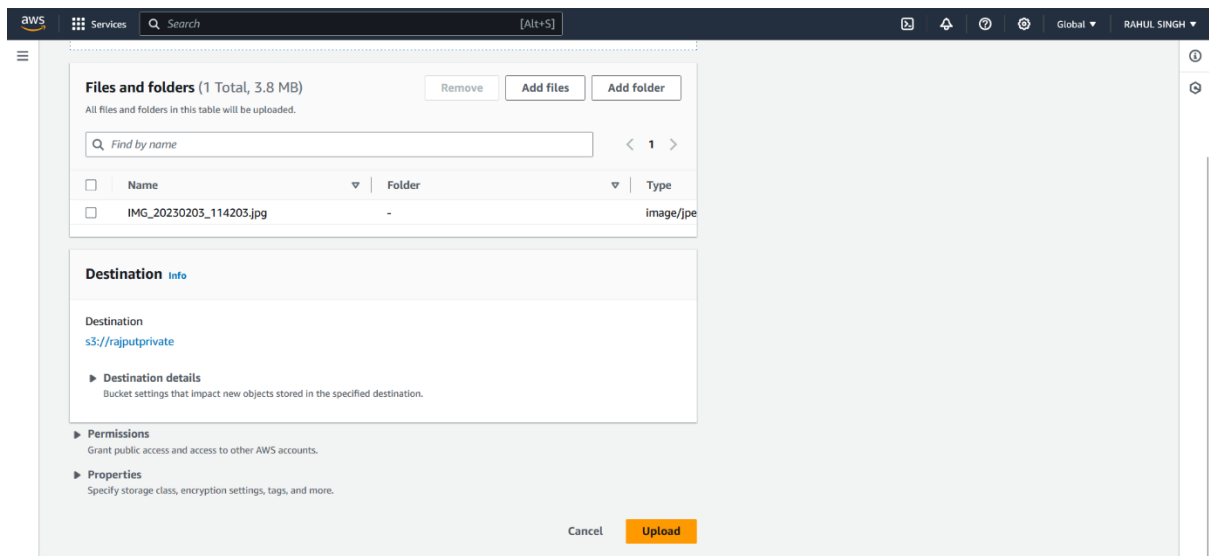 aws Services Search [Alt+S] Global RAHUL SINGH
Files and folders (1 Total, 3.8 MB) Remove Add files Add folder
All files and folders in this table will be uploaded.
Find by name 1
Name Folder Type
IMG_20230203_114203.jpg - image/jpe
Destination Info
Destination
s3://rajputprivate
Destination details
Bucket settings that impact new objects stored in the specified destination.
Permissions
Grant public access and access to other AWS accounts.
Properties
Specify storage class, encryption settings, tags, and more.
Cancel Upload